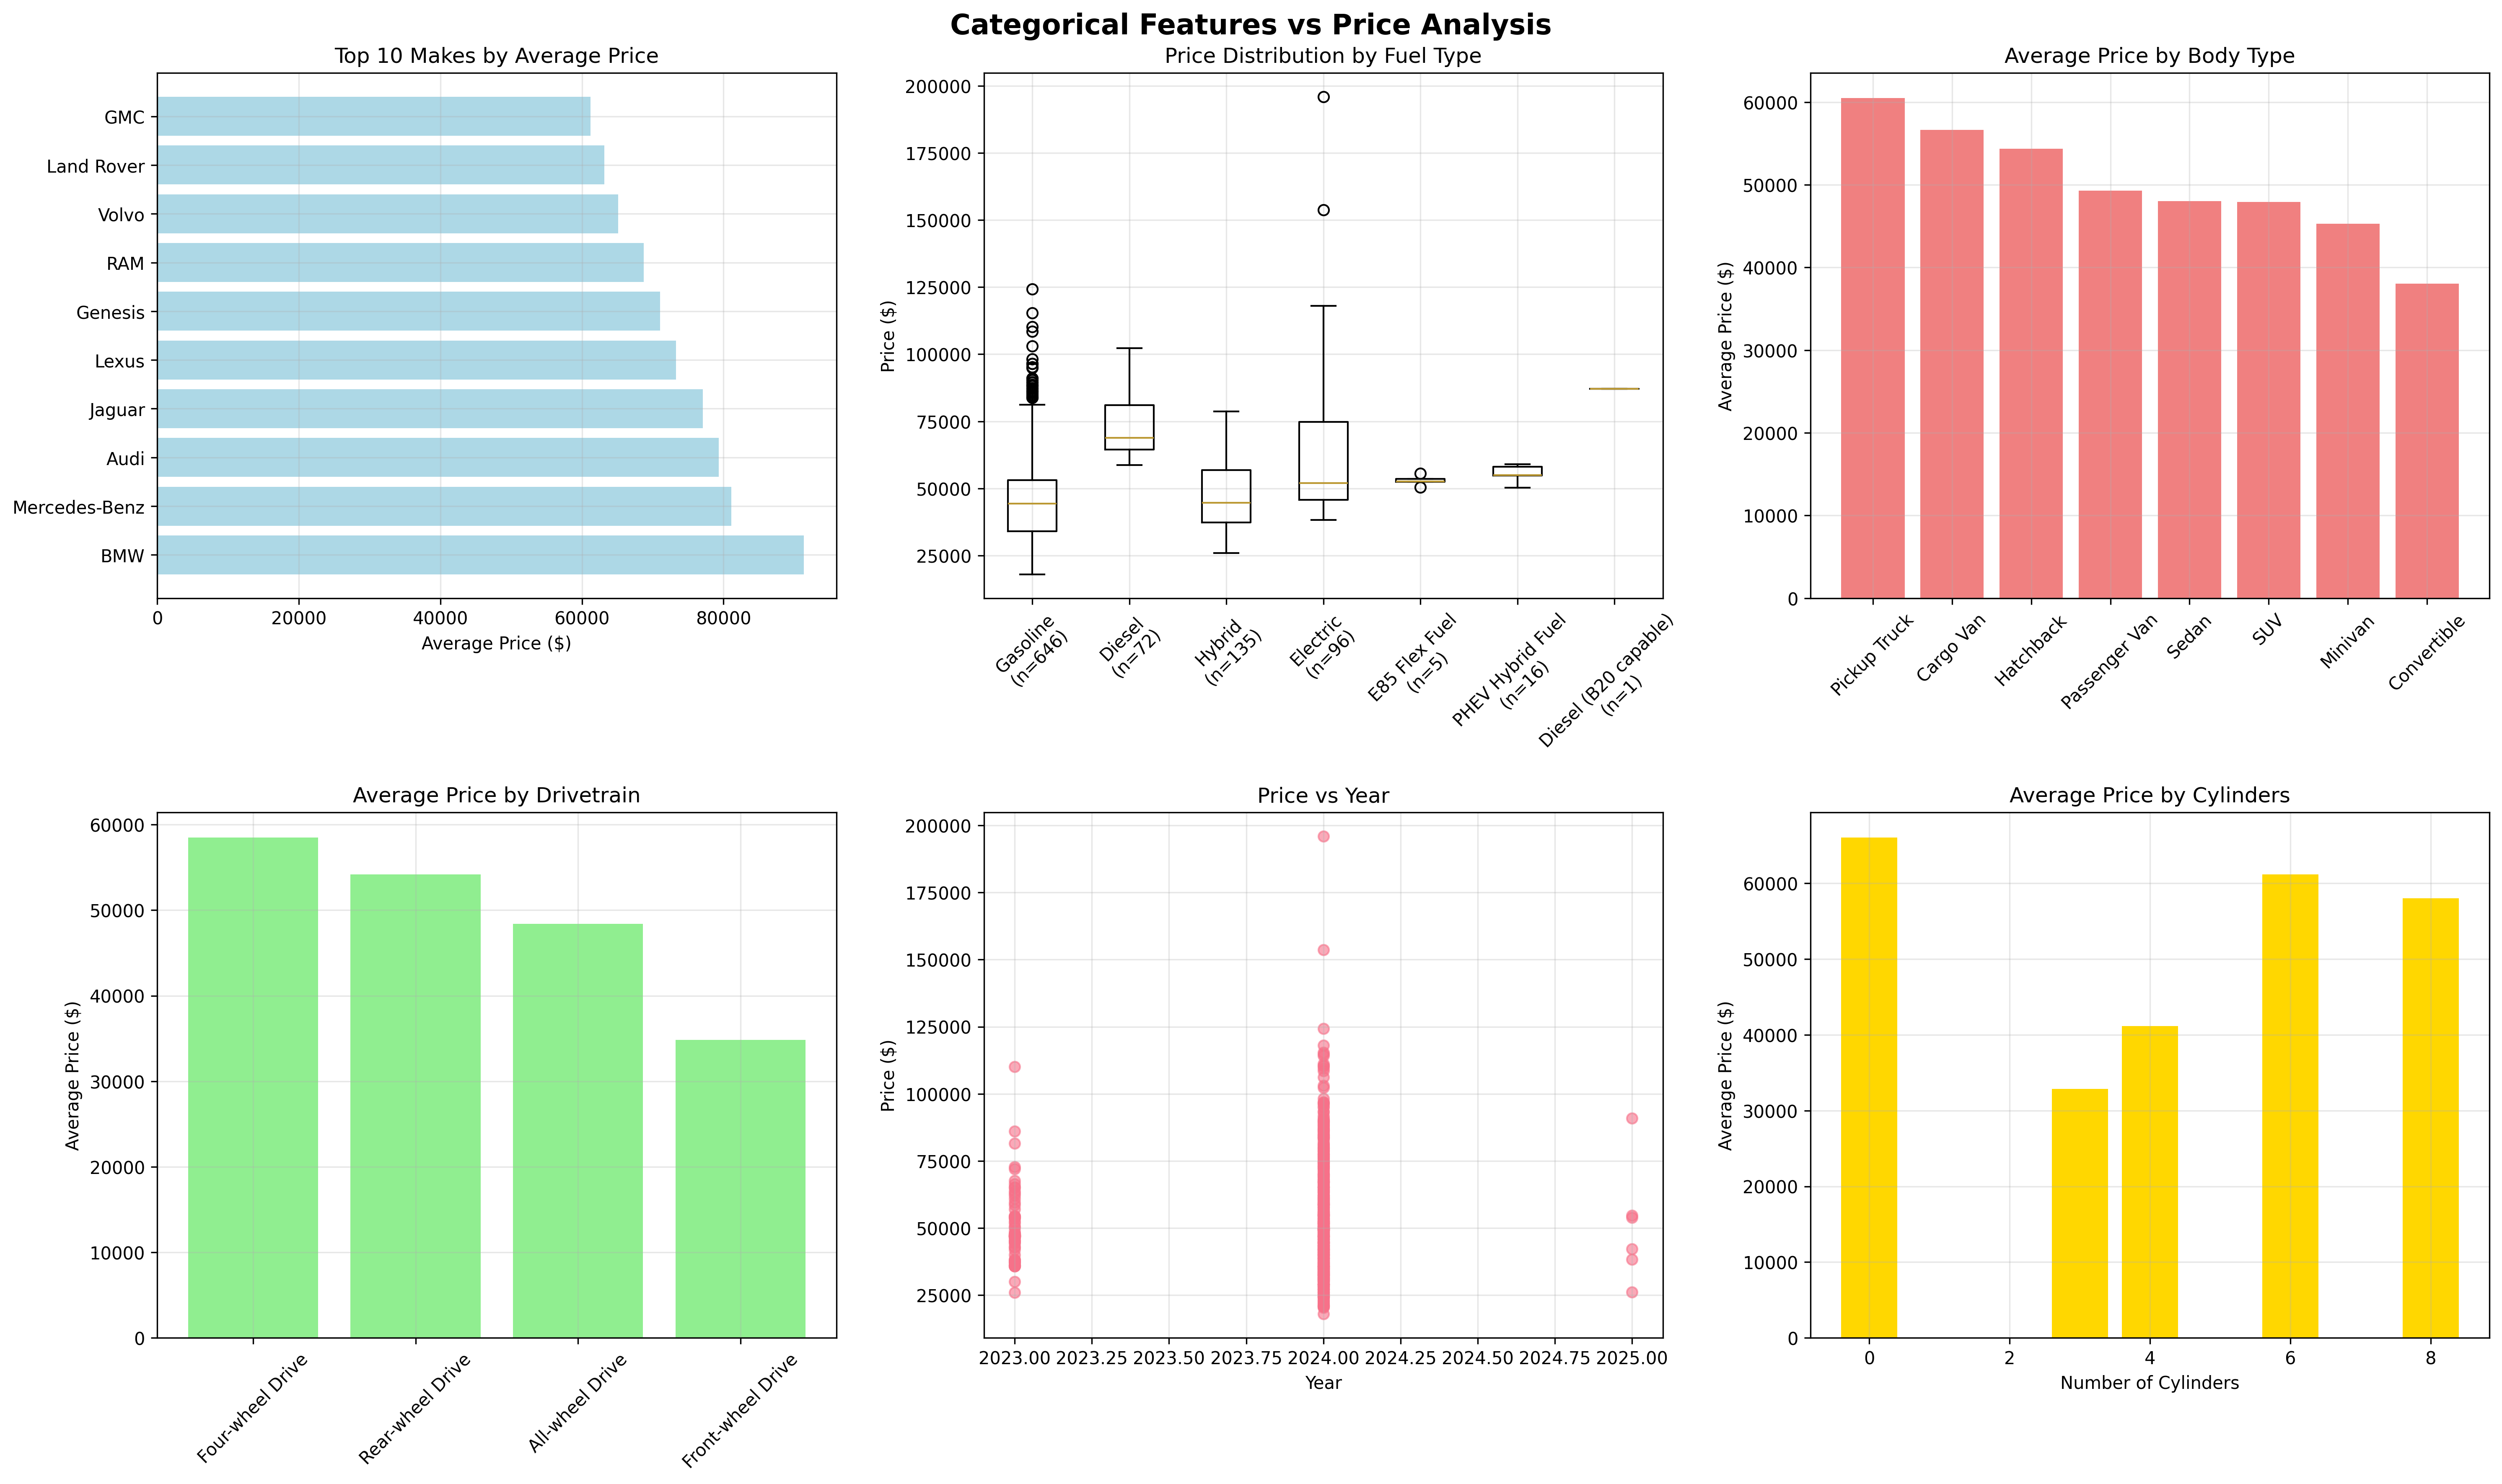 Categorical Features vs Price Analysis
Top 10 Makes by Average Price
GMC
Land Rover
Volvo
RAM
Genesis
Lexus
Jaguar
Audi
Mercedes-Benz
BMW
0 20000 40000 60000 80000
Average Price ($)
Price Distribution by Fuel Type
Price ($)
200000
175000
150000
125000
100000
75000
50000
25000
Gasoline
(n=646)
Diesel
(n=72)
Hybrid
(n=135)
Electric
(n=96)
E85 Flex Fuel
(n=5)
PHEV Hybrid Fuel
(n=16)
Diesel (B20 capable)
(n=1)
Average Price by Body Type
Average Price ($)
60000
50000
40000
30000
20000
10000
0
Pickup Truck
Cargo Van
Hatchback
Passenger Van
Sedan
SUV
Minivan
Convertible
Average Price by Drivetrain
Average Price ($)
60000
50000
40000
30000
20000
10000
0
Four-wheel Drive
Rear-wheel Drive
All-wheel Drive
Front-wheel Drive
Price vs Year
Price ($)
200000
175000
150000
125000
100000
75000
50000
25000
2023.00 2023.25 2023.50 2023.75 2024.00 2024.25 2024.50 2024.75 2025.00
Year
Average Price by Cylinders
Average Price ($)
60000
50000
40000
30000
20000
10000
0
0 2 4 6 8
Number of Cylinders